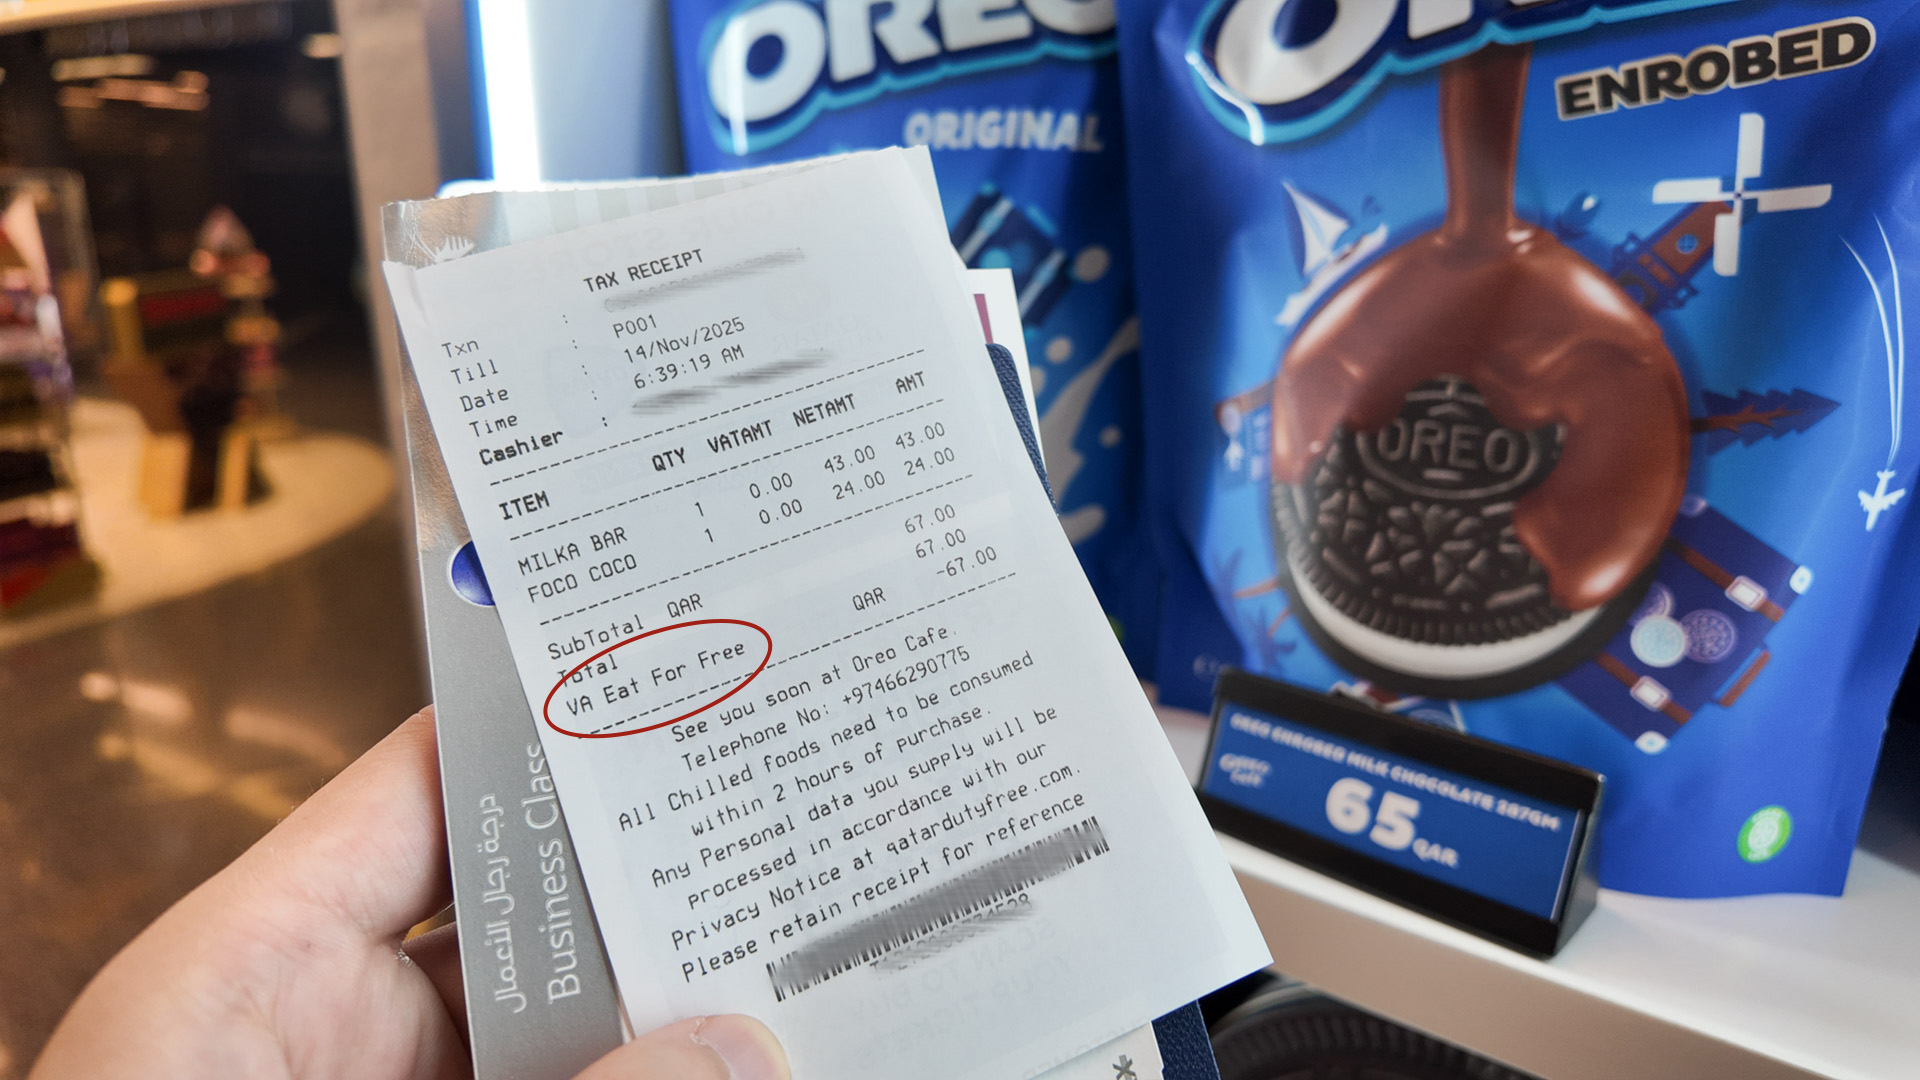 OREO
ORIGINAL
OREO
ENROBED
OREO
TAX RECEIPT
Txn :
Till : P001
Date : 14/Nov/2025
Time : 6:39:19 AM
Cashier :
ITEM QTY VATAMT NETAMT AMT
MILKA BAR 1 0.00 43.00 43.00
FOCO COCO 1 0.00 24.00 24.00
SubTotal QAR 67.00
Total 67.00
VA Eat For Free QAR -67.00
See you soon at Oreo Cafe.
Telephone No: +97466290775
All Chilled foods need to be consumed
within 2 hours of purchase.
Any Personal data you supply will be
processed in accordance with our
Privacy Notice at qatardutyfree.com.
Please retain receipt for reference
درجة رجال الأعمال
Business Class
OREO ENROBED MILK CHOCOLATE 287GM
OREO Cafe
65 QAR